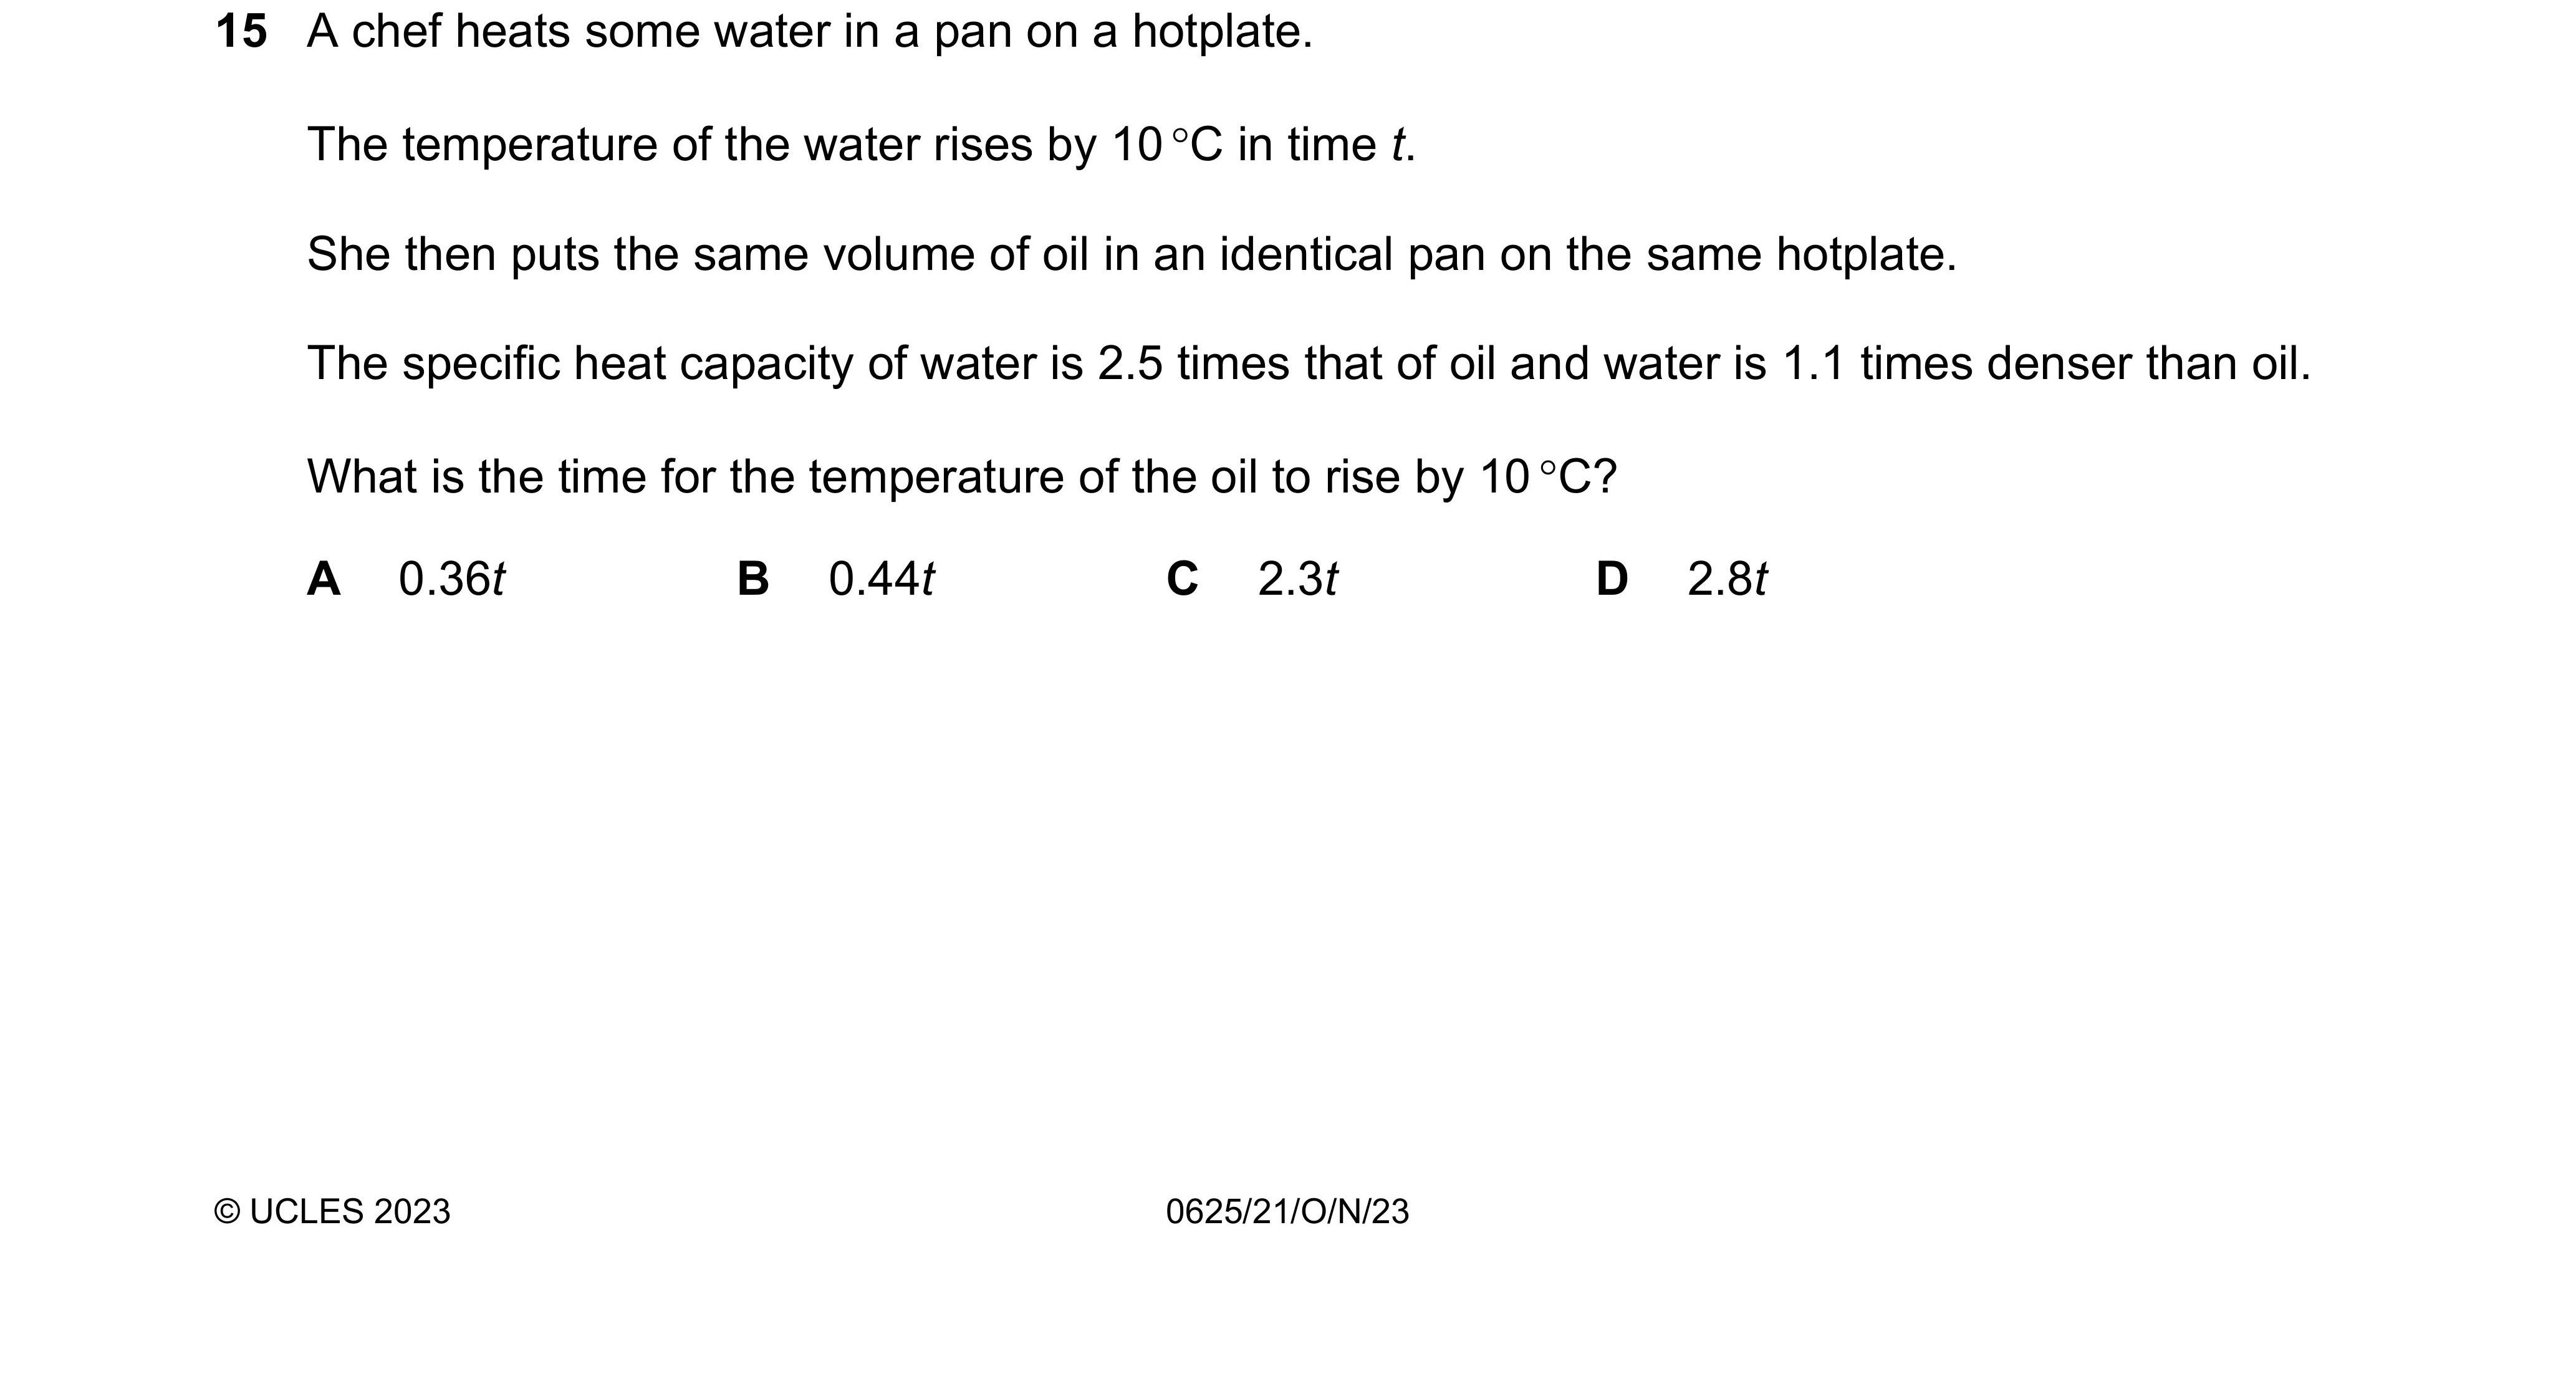 15 A chef heats some water in a pan on a hotplate.
The temperature of the water rises by 10 °C in time t.
She then puts the same volume of oil in an identical pan on the same hotplate.
The specific heat capacity of water is 2.5 times that of oil and water is 1.1 times denser than oil.
What is the time for the temperature of the oil to rise by 10 °C?
A 0.36t B 0.44t C 2.3t D 2.8t
© UCLES 2023 0625/21/O/N/23